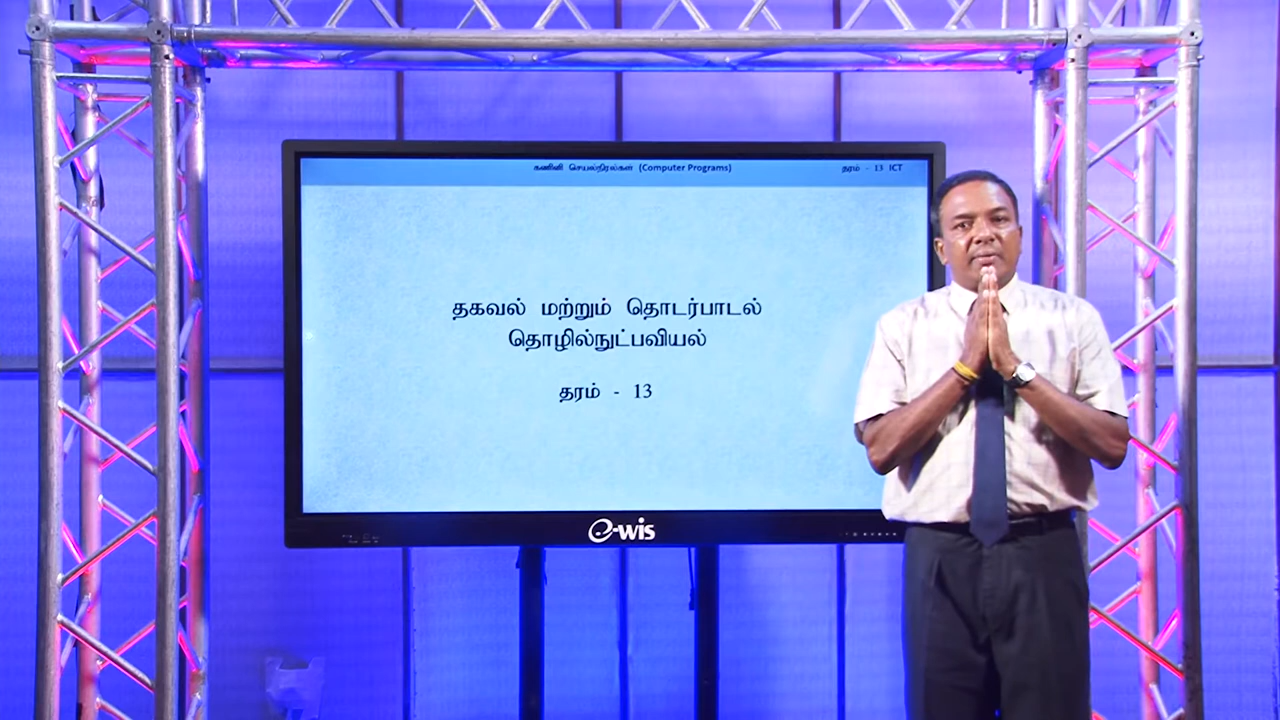 கணினி செயல்நிரல்கள் (Computer Programs) தரம் - 13 ICT
தகவல் மற்றும் தொடர்பாடல்
தொழில்நுட்பவியல்
தரம் - 13
e-wis